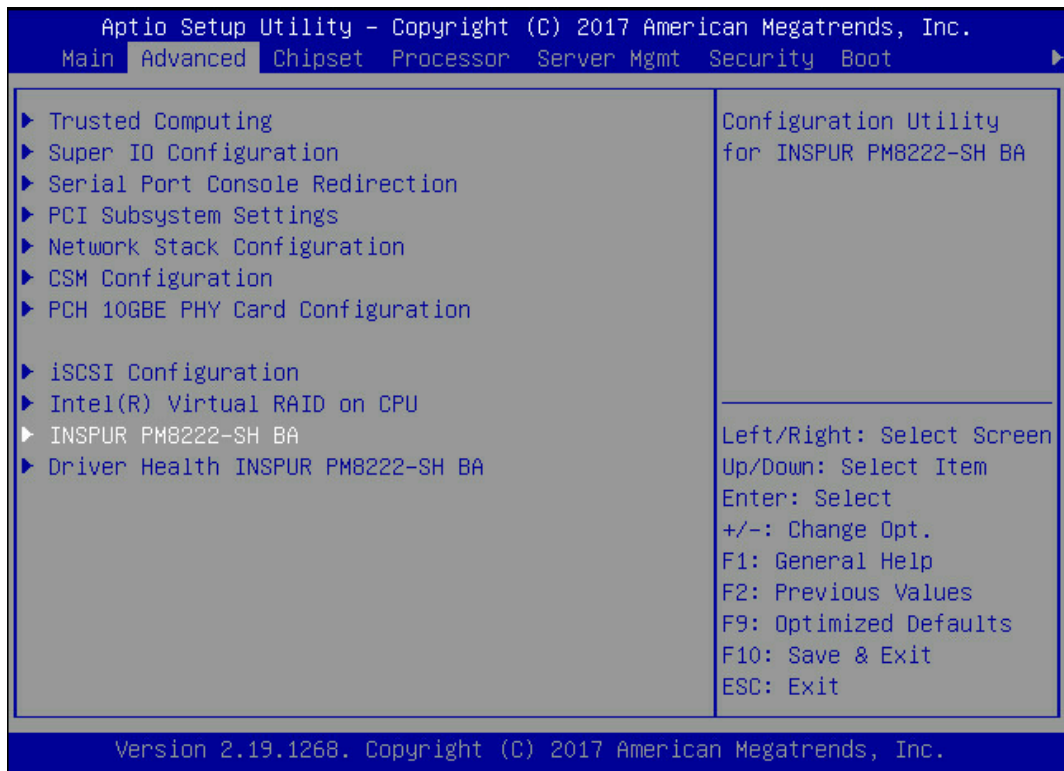 Aptio Setup Utility – Copyright (C) 2017 American Megatrends, Inc.
Main Advanced Chipset Processor Server Mgmt Security Boot
Trusted Computing
Super IO Configuration
Serial Port Console Redirection
PCI Subsystem Settings
Network Stack Configuration
CSM Configuration
PCH 10GBE PHY Card Configuration
iSCSI Configuration
Intel(R) Virtual RAID on CPU
INSPUR PM8222-SH BA
Driver Health INSPUR PM8222-SH BA
Configuration Utility
for INSPUR PM8222-SH BA
Left/Right: Select Screen
Up/Down: Select Item
Enter: Select
+/-: Change Opt.
F1: General Help
F2: Previous Values
F9: Optimized Defaults
F10: Save & Exit
ESC: Exit
Version 2.19.1268. Copyright (C) 2017 American Megatrends, Inc.